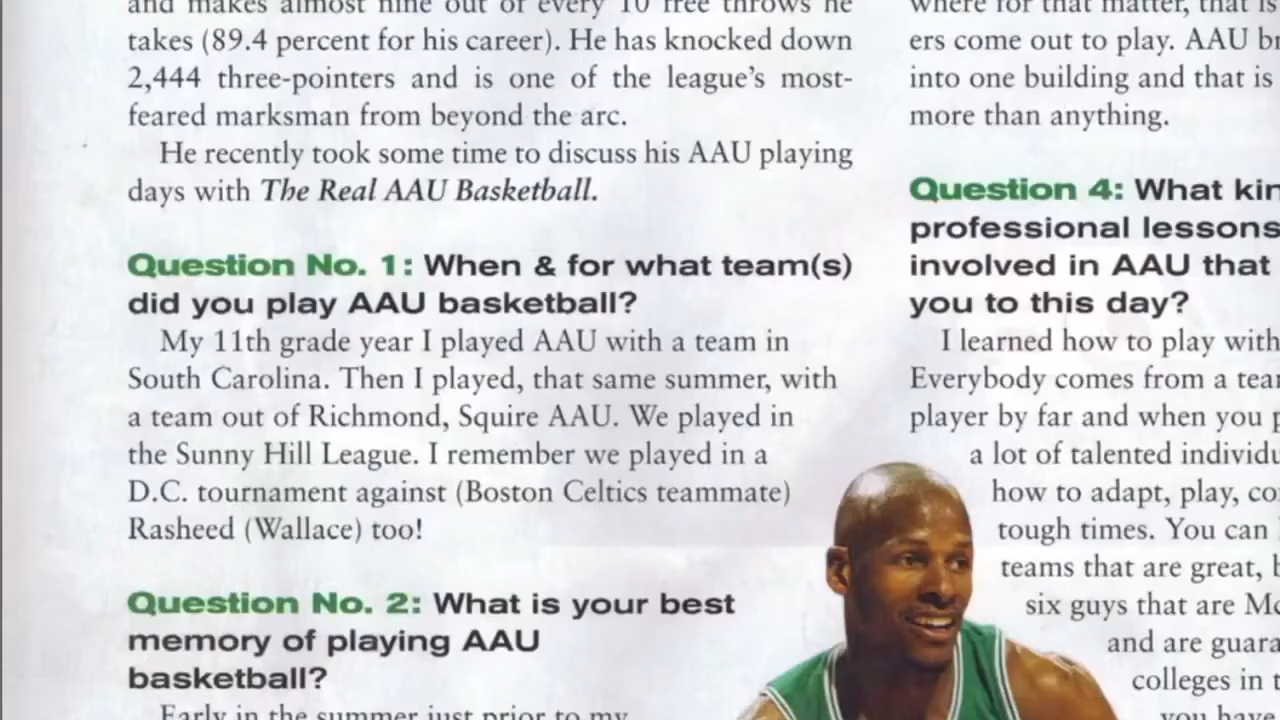 and makes almost nine out of every 10 free throws he
takes (89.4 percent for his career). He has knocked down
2,444 three-pointers and is one of the league's most-
feared marksman from beyond the arc.
He recently took some time to discuss his AAU playing
days with The Real AAU Basketball.
Question No. 1: When & for what team(s)
did you play AAU basketball?
My 11th grade year I played AAU with a team in
South Carolina. Then I played, that same summer, with
a team out of Richmond, Squire AAU. We played in
the Sunny Hill League. I remember we played in a
D.C. tournament against (Boston Celtics teammate)
Rasheed (Wallace) too!
Question No. 2: What is your best
memory of playing AAU
basketball?
Early in the summer just prior to my
where for that matter, that is
ers come out to play. AAU
into one building and that is
more than anything.
Question 4: What
professional lessons
involved in AAU that
you to this day?
I learned how to play with
Everybody comes from a
player by far and when you
a lot of talented
how to adapt, play,
tough times. You can
teams that are great,
six guys that are
and are
colleges in
you have